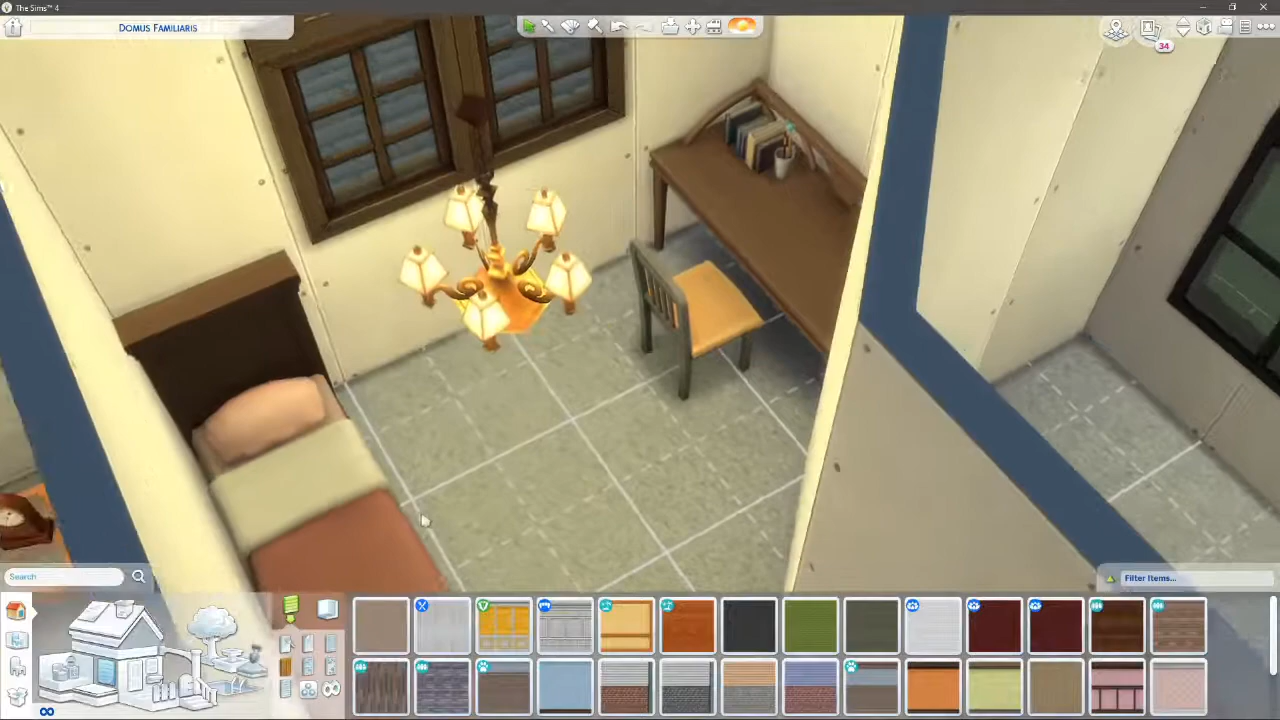 The Sims™ 4
DOMUS FAMILIARIS
34
Search
Filter Items...